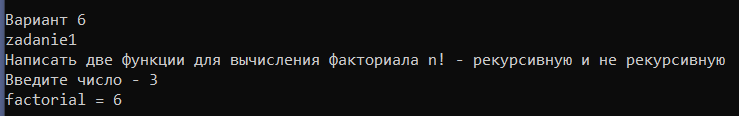 Вариант 6
zadanie1
Написать две функции для вычисления факториала n! - рекурсивную и не рекурсивную
Введите число - 3
factorial = 6